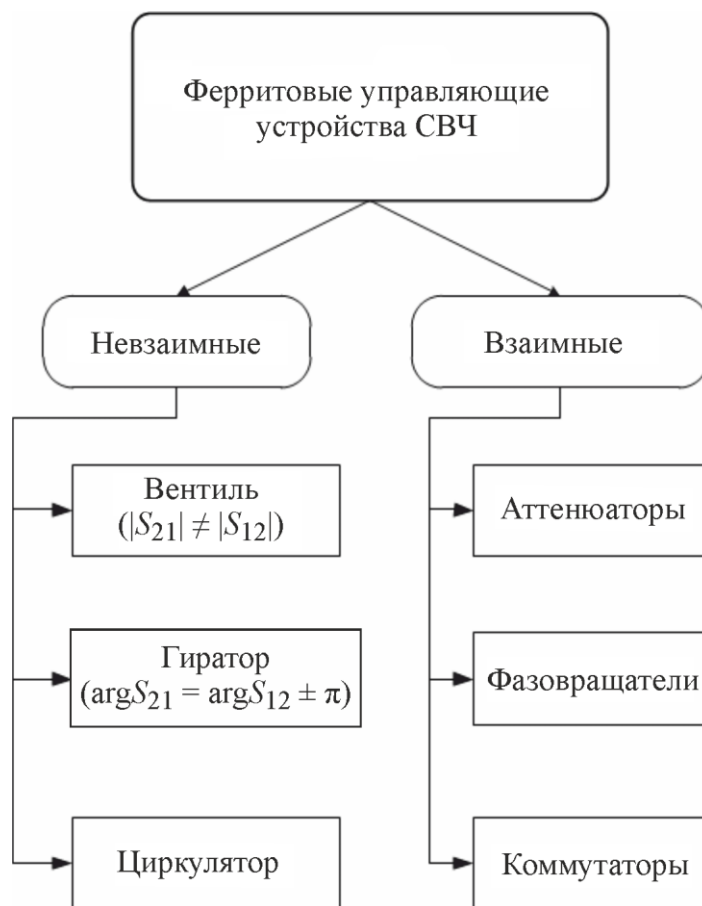 Ферритовые управляющие
устройства СВЧ
Невзаимные
Взаимные
Вентиль
(|S₂₁| ≠ |S₁₂|)
Аттенюаторы
Гиратор
(argS₂₁ = argS₁₂ ± π)
Фазовращатели
Циркулятор
Коммутаторы